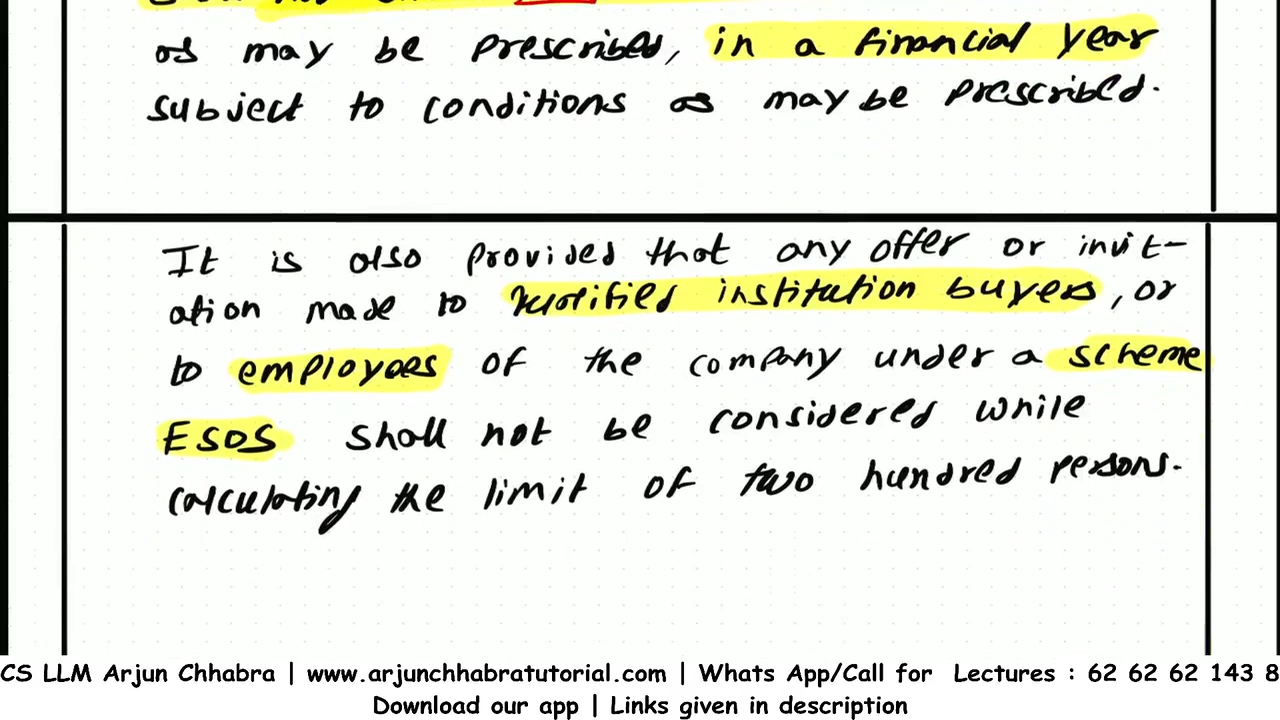 as may be prescribed, in a financial year
subject to conditions as may be prescribed.
It is also provided that any offer or invit-
ation made to qualified institution buyers, or
to employees of the company under a scheme
ESOS shall not be considered while
calculating the limit of two hundred persons.
CS LLM Arjun Chhabra | www.arjunchhabratutorial.com | Whats App/Call for Lectures : 62 62 62 143 8
Download our app | Links given in description